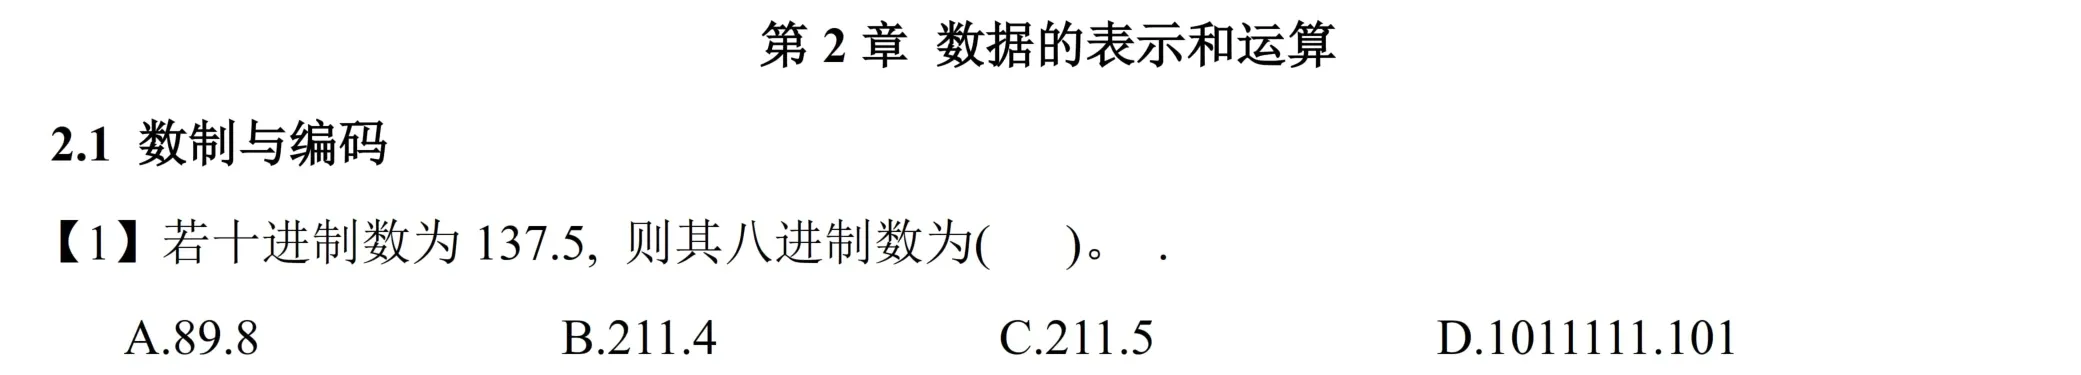 第 2 章 数据的表示和运算
2.1 数制与编码
【1】若十进制数为 137.5, 则其八进制数为( )。 .
A.89.8 B.211.4 C.211.5 D.1011111.101